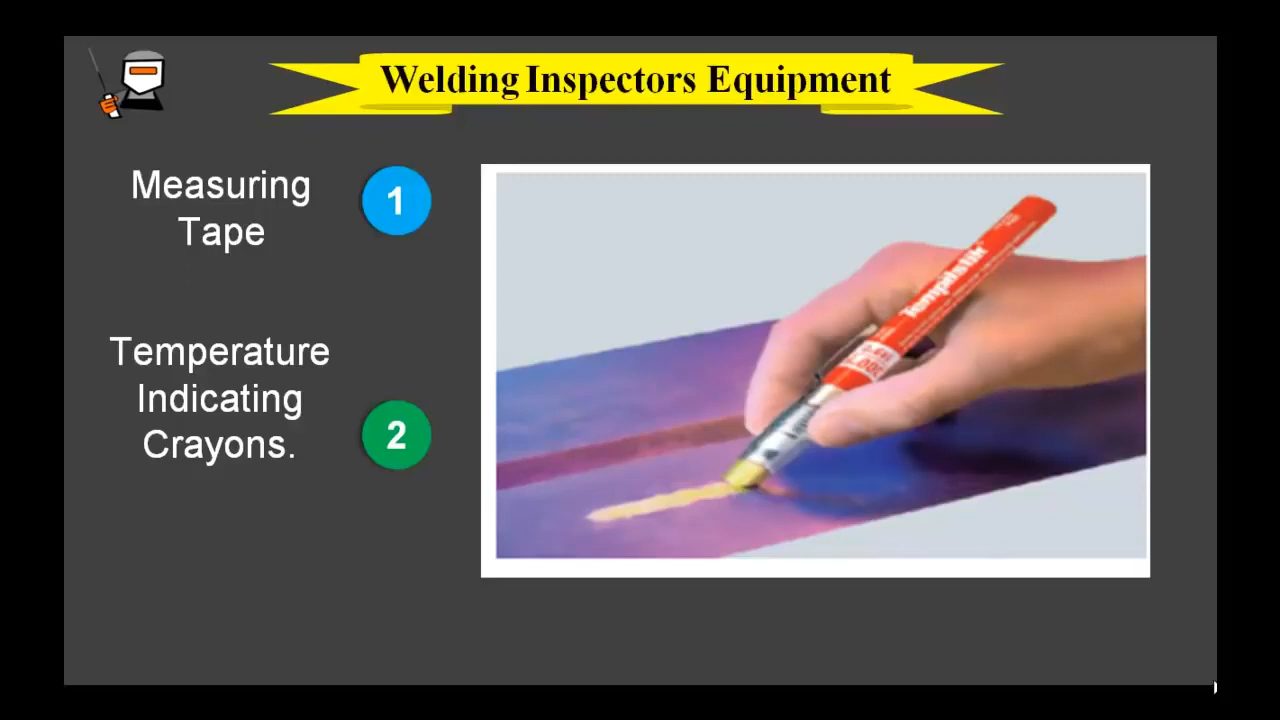 Welding Inspectors Equipment
Measuring
Tape
1
Temperature
Indicating
Crayons.
2
Tempilstik